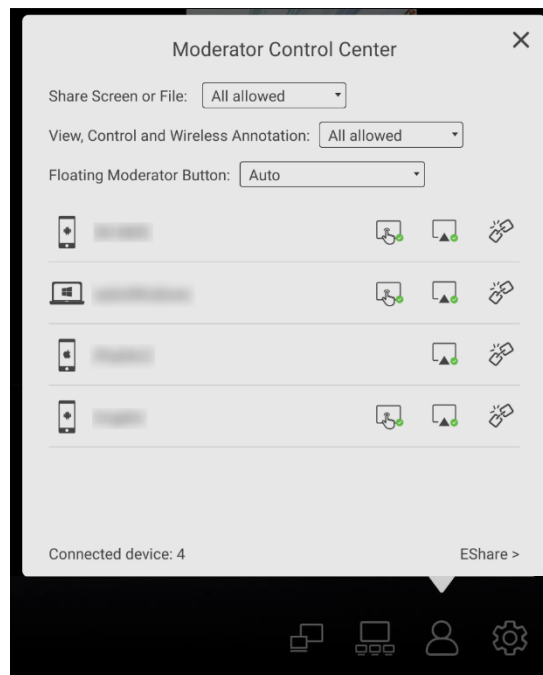 Moderator Control Center
Share Screen or File: All allowed
View, Control and Wireless Annotation: All allowed
Floating Moderator Button: Auto
Connected device: 4
EShare >